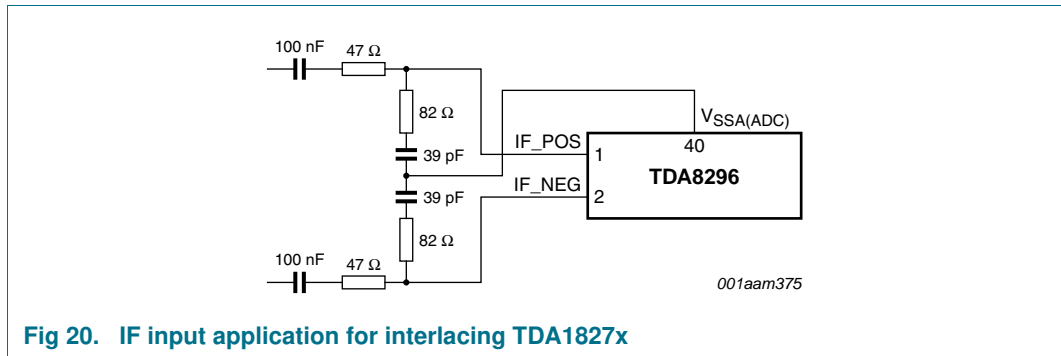 100 nF
47 Ω
82 Ω
39 pF
39 pF
82 Ω
100 nF
47 Ω
IF_POS
IF_NEG
VSSA(ADC)
40
1
TDA8296
2
001aam375
Fig 20. IF input application for interlacing TDA1827x